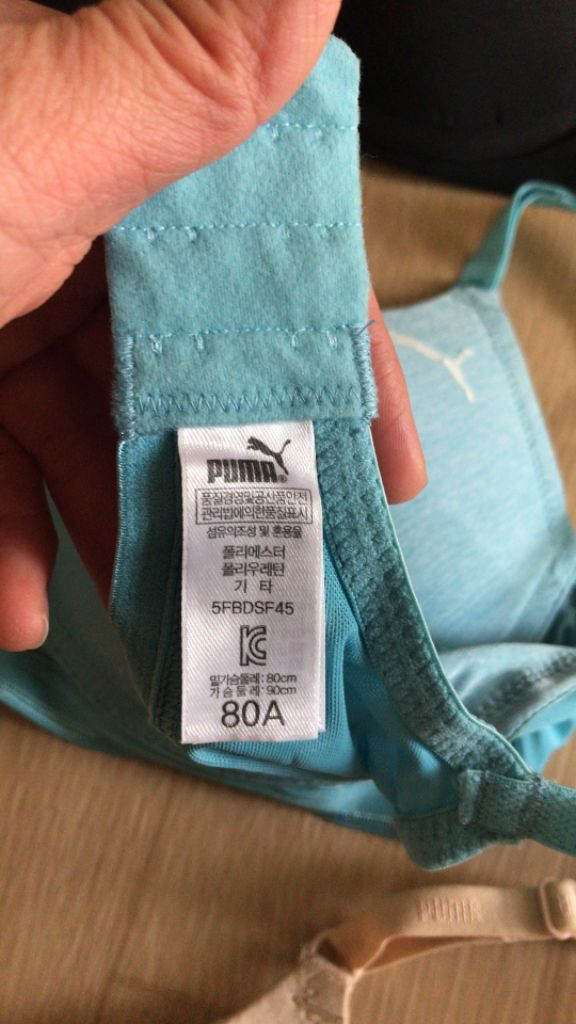 PUMA®
품질경영및공산품안전
관리법에의한품질표시
섬유의조성 및 혼용율
폴리에스터
폴리우레탄
기 타
5FBDSF45
밑가슴둘레: 80cm
가 슴 둘 레: 90cm
80A
PUMA